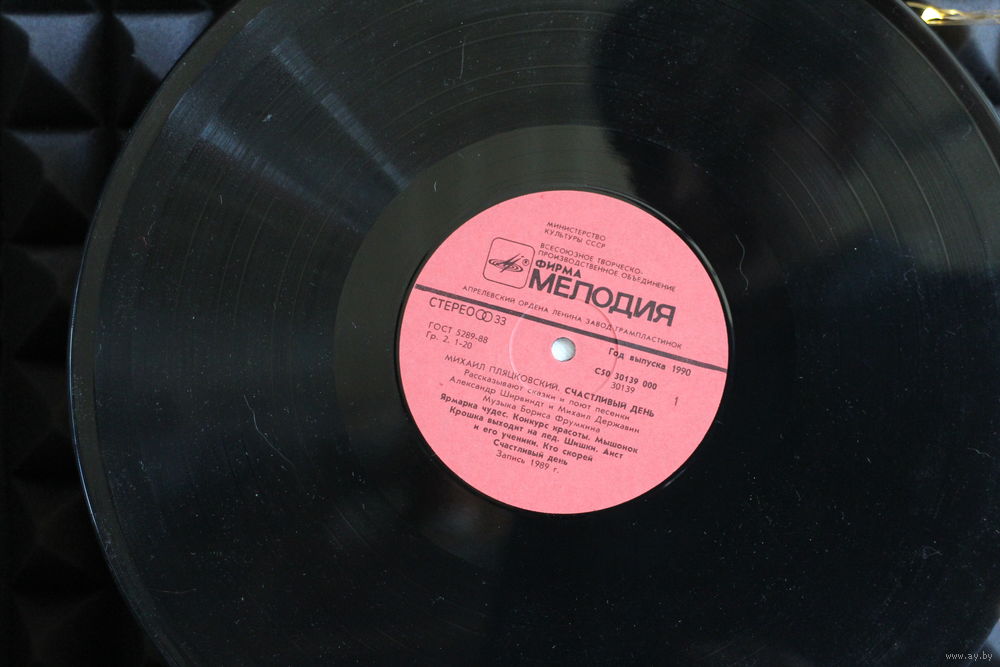 МИНИСТЕРСТВО
КУЛЬТУРЫ СССР
ВСЕСОЮЗНОЕ ТВОРЧЕСКО-
ПРОИЗВОДСТВЕННОЕ ОБЪЕДИНЕНИЕ
®
ФИРМА
МЕЛОДИЯ
АПРЕЛЕВСКИЙ ОРДЕНА ЛЕНИНА ЗАВОД ГРАМПЛАСТИНОК
СТЕРЕО 33
Год выпуска 1990
ГОСТ 5289-88
Гр. 2. 1-20
С50 30139 000
30139
1
МИХАИЛ ПЛЯЦКОВСКИЙ. СЧАСТЛИВЫЙ ДЕНЬ
Рассказывают сказки и поют песенки
Александр Ширвиндт и Михаил Державин
Музыка Бориса Фрумкина
Ярмарка чудес. Конкурс красоты. Мышонок
Крошка выходит на лед. Шишки. Аист
и его ученики. Кто скорей
Счастливый день
Запись 1989 г.
www.ay.by